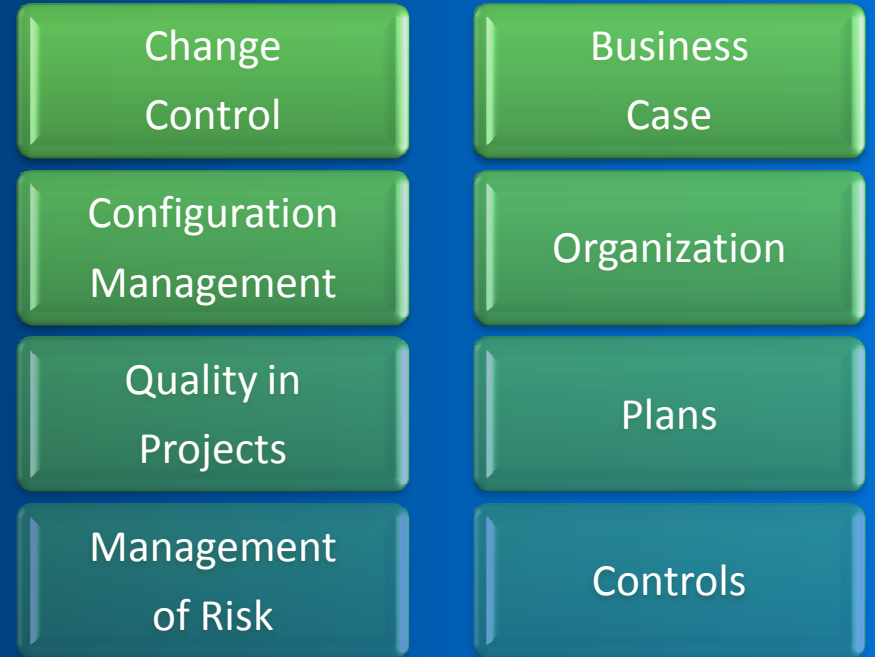 Change
Control
Configuration
Management
Quality in
Projects
Management
of Risk
Business
Case
Organization
Plans
Controls